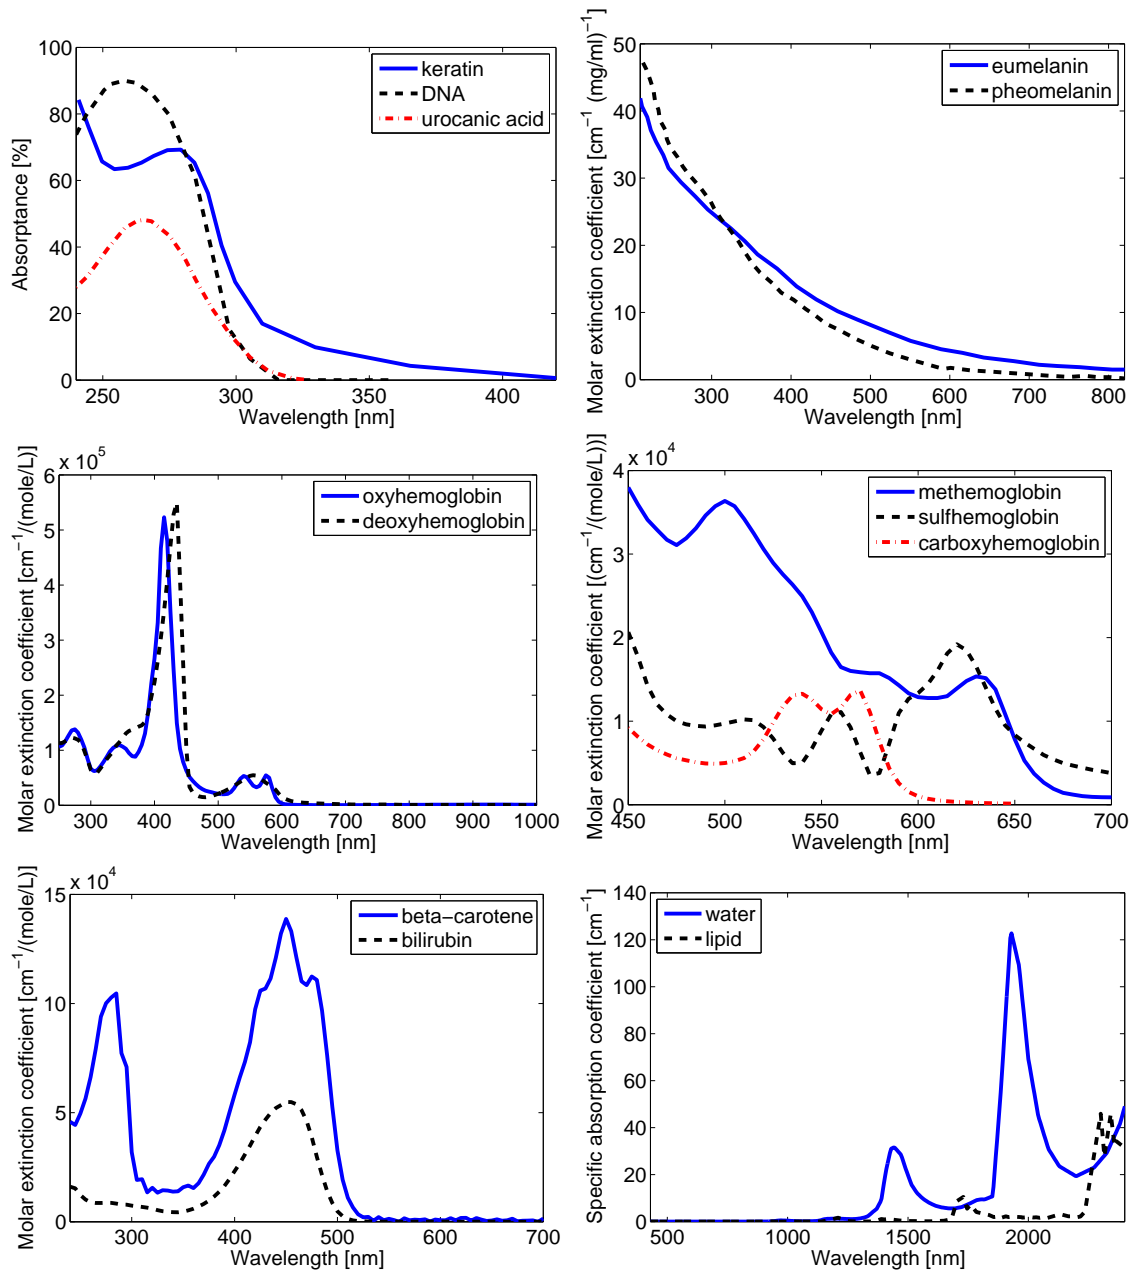 Absorptance [%]
100
80
60
40
20
0
keratin
DNA
urocanic acid
250 300 350 400
Wavelength [nm]
Molar extinction coefficient [cm⁻¹ (mg/ml)⁻¹]
50
40
30
20
10
0
eumelanin
pheomelanin
300 400 500 600 700 800
Wavelength [nm]
Molar extinction coefficient [cm⁻¹/(mole/L)]
x 10⁵
6
5
4
3
2
1
0
oxyhemoglobin
deoxyhemoglobin
300 400 500 600 700 800 900 1000
Wavelength [nm]
Molar extinction coefficient [(cm⁻¹/(mole/L))]
x 10⁴
4
3
2
1
0
methemoglobin
sulfhemoglobin
carboxyhemoglobin
450 500 550 600 650 700
Wavelength [nm]
Molar extinction coefficient [cm⁻¹/(mole/L)]
x 10⁴
15
10
5
0
beta−carotene
bilirubin
300 400 500 600 700
Wavelength [nm]
Specific absorption coefficient [cm⁻¹]
140
120
100
80
60
40
20
0
water
lipid
500 1000 1500 2000
Wavelength [nm]